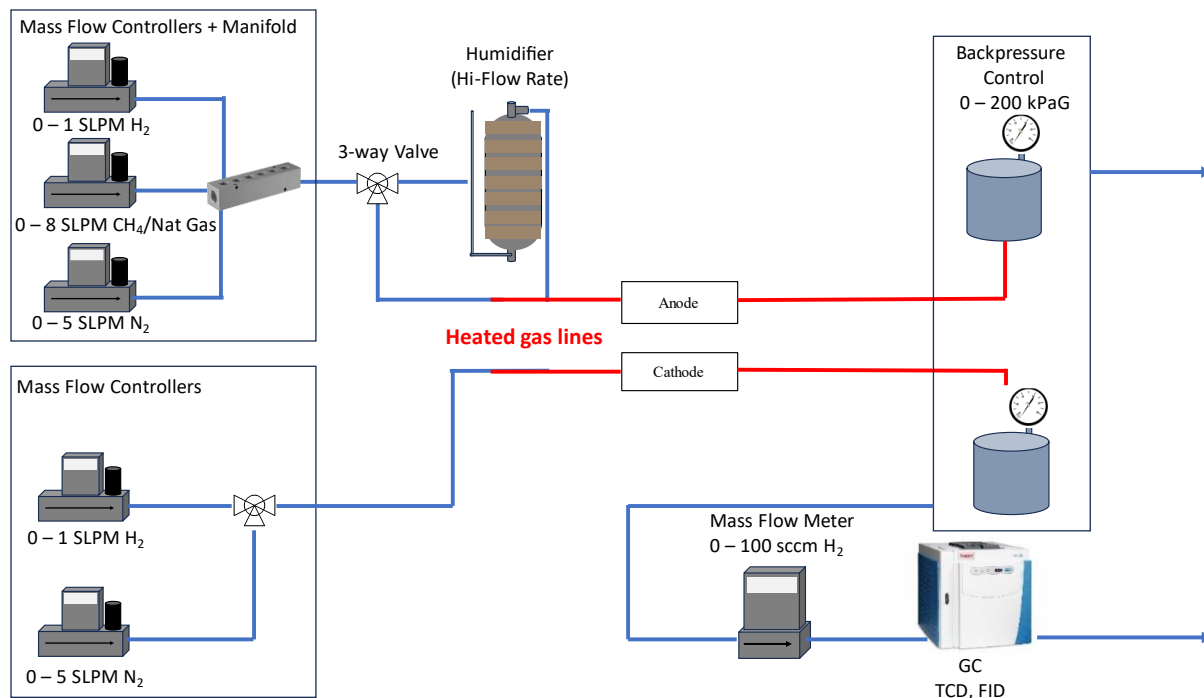 Mass Flow Controllers + Manifold
0 – 1 SLPM H₂
0 – 8 SLPM CH₄/Nat Gas
0 – 5 SLPM N₂
3-way Valve
Humidifier
(Hi-Flow Rate)
Backpressure
Control
0 – 200 kPaG
Anode
Heated gas lines
Cathode
Mass Flow Controllers
0 – 1 SLPM H₂
0 – 5 SLPM N₂
Mass Flow Meter
0 – 100 sccm H₂
GC
TCD, FID